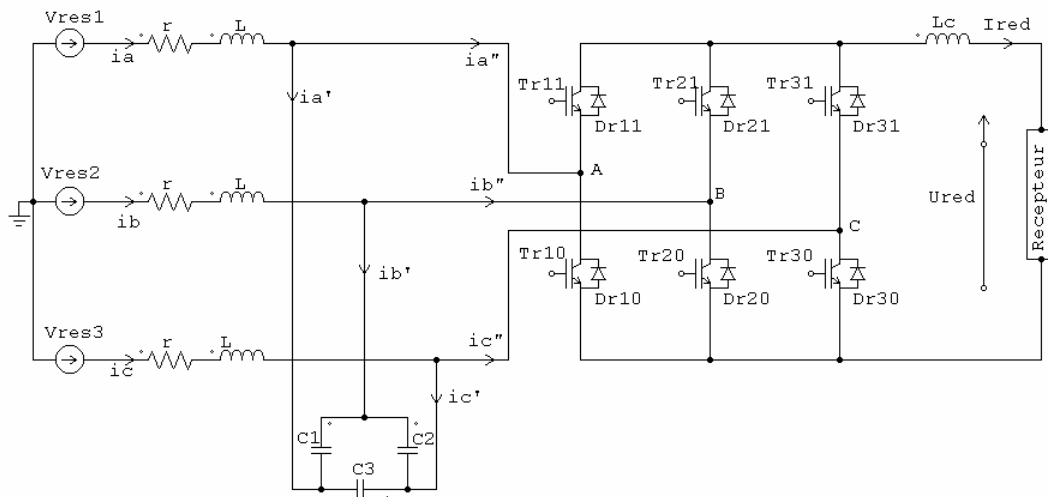 Vres1
r
L
ia
ia"
ia'
Tr11
Dr11
Tr21
Dr21
Tr31
Dr31
Lc
Ired
A
Vres2
r
L
ib
ib"
ib'
B
C
Ured
Recepteur
Tr10
Dr10
Tr20
Dr20
Tr30
Dr30
Vres3
r
L
ic
ic"
ic'
C1
C2
C3